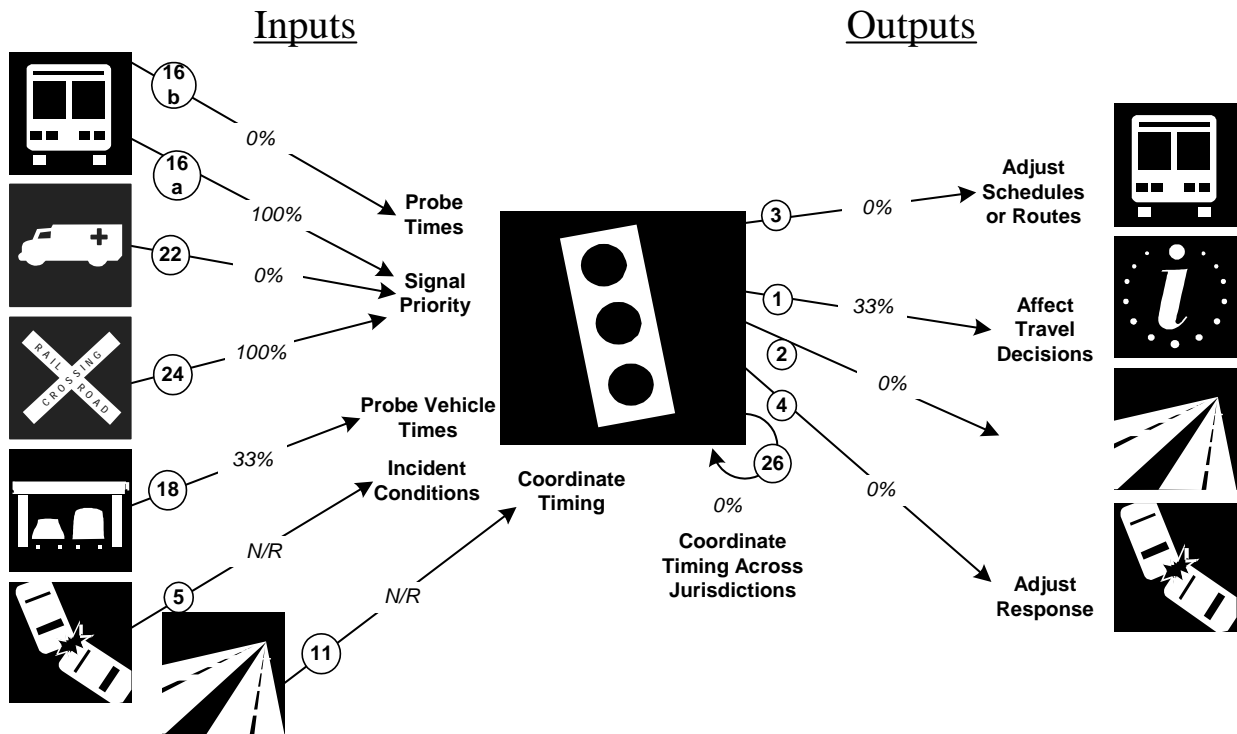 Inputs
Outputs
16
b
0%
16
a
100%
Probe
Times
22
0%
Signal
Priority
RAIL ROAD
CROSSING
24
100%
Probe Vehicle
Times
18
33%
Incident
Conditions
N/R
5
Coordinate
Timing
N/R
11
3
0%
Adjust
Schedules
or Routes
1
33%
Affect
Travel
Decisions
i
2
0%
4
0%
26
0%
Coordinate
Timing Across
Jurisdictions
Adjust
Response